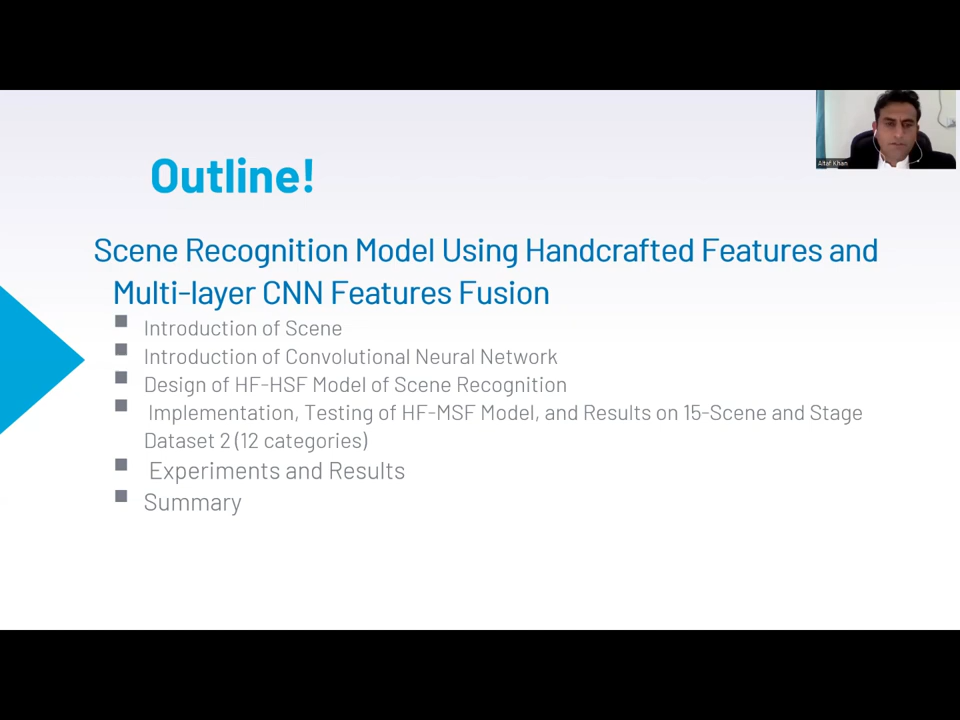 Altaf Khan
Outline!
Scene Recognition Model Using Handcrafted Features and
Multi-layer CNN Features Fusion
Introduction of Scene
Introduction of Convolutional Neural Network
Design of HF-HSF Model of Scene Recognition
Implementation, Testing of HF-MSF Model, and Results on 15-Scene and Stage
Dataset 2 (12 categories)
Experiments and Results
Summary